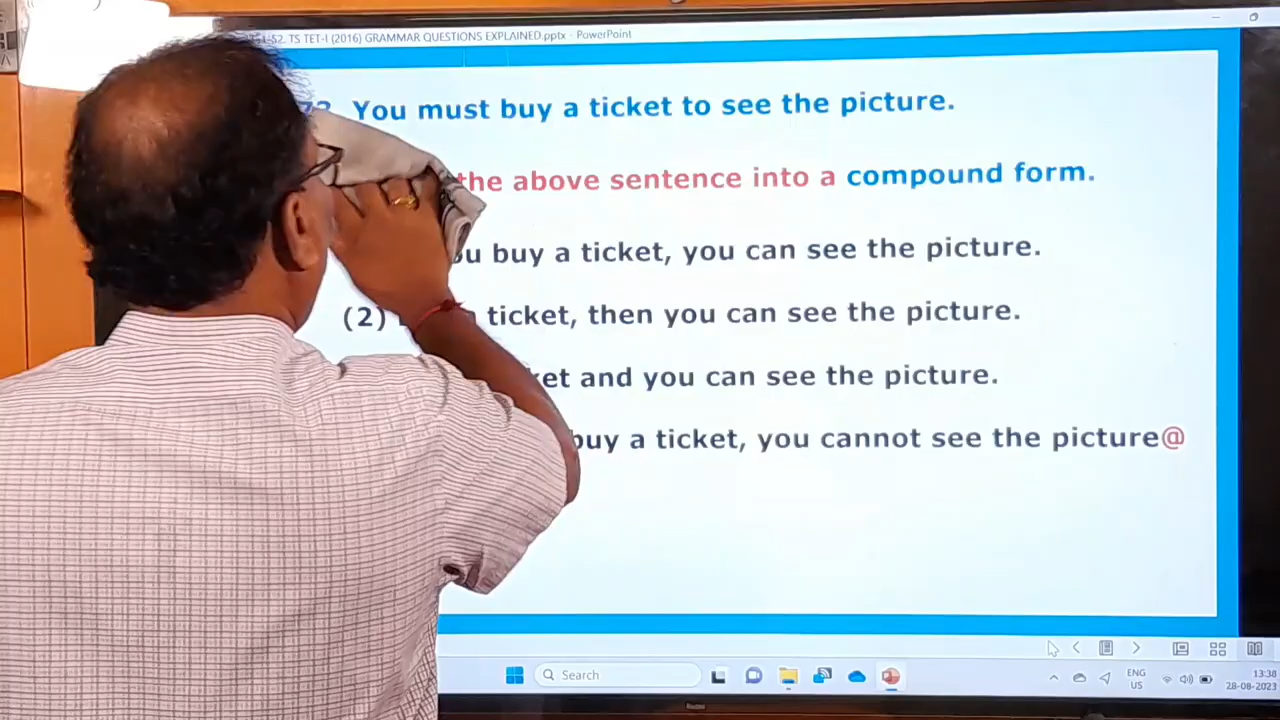 52. TS TET-I (2016) GRAMMAR QUESTIONS EXPLAINED.pptx - PowerPoint
You must buy a ticket to see the picture.
the above sentence into a compound form.
buy a ticket, you can see the picture.
(2) ticket, then you can see the picture.
and you can see the picture.
buy a ticket, you cannot see the picture@
Search
ENG
US
13:38
28-08-2023
Redmi